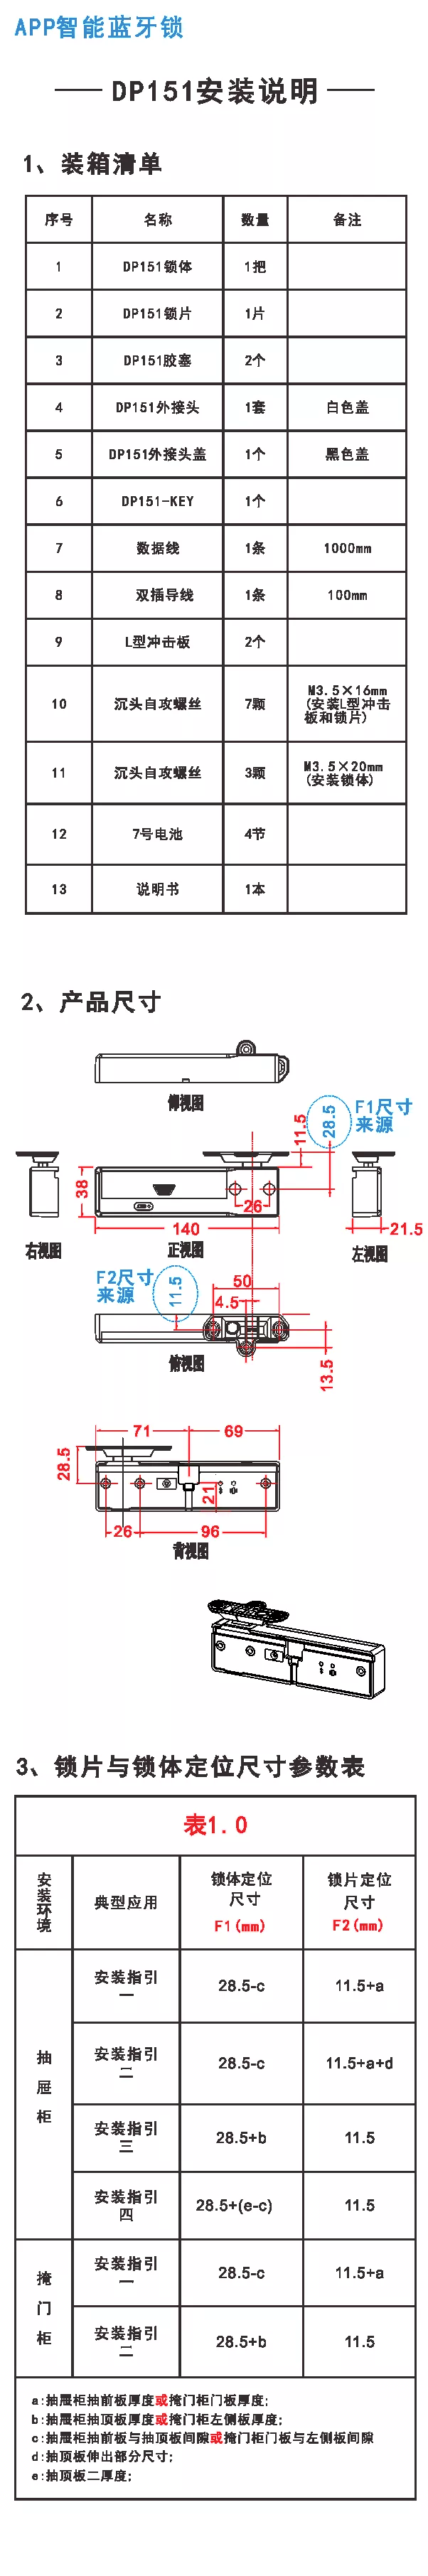 APP智能蓝牙锁
DP151安装说明
1、装箱清单
序号 名称 数量 备注
1 DP151锁体 1把
2 DP151锁片 1片
3 DP151胶塞 2个
4 DP151外接头 1套 白色盖
5 DP151外接头盖 1个 黑色盖
6 DP151-KEY 1个
7 数据线 1条 1000mm
8 双插导线 1条 100mm
9 L型冲击板 2个
10 沉头自攻螺丝 7颗 M3.5×16mm
(安装L型冲击
板和锁片)
11 沉头自攻螺丝 3颗 M3.5×20mm
(安装锁体)
12 7号电池 4节
13 说明书 1本
2、产品尺寸
仰视图
11.5
28.5
F1尺寸
来源
38
26
140
21.5
右视图
正视图
左视图
F2尺寸
来源
11.5
50
4.5
13.5
俯视图
71
69
28.5
21
26
96
背视图
3、锁片与锁体定位尺寸参数表
表1.0
安装环境
典型应用
锁体定位
尺寸
F1(mm)
锁片定位
尺寸
F2(mm)
抽屉柜
安装指引
一
28.5-c
11.5+a
安装指引
二
28.5-c
11.5+a+d
安装指引
三
28.5+b
11.5
安装指引
四
28.5+(e-c)
11.5
掩门柜
安装指引
一
28.5-c
11.5+a
安装指引
二
28.5+b
11.5
a:抽屉柜抽前板厚度或掩门柜门板厚度;
b:抽屉柜抽顶板厚度或掩门柜左侧板厚度;
c:抽屉柜抽前板与抽顶板间隙或掩门柜门板与左侧板间隙
d:抽顶板伸出部分尺寸;
e:抽顶板二厚度;